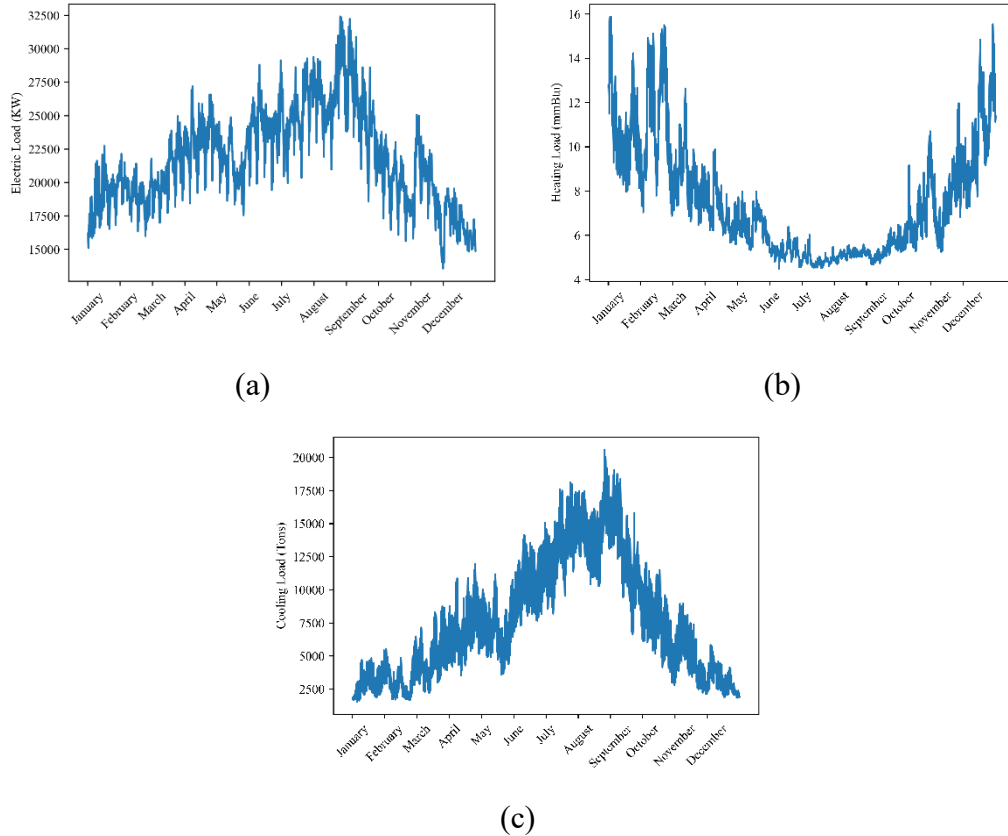 32500
30000
27500
25000
22500
20000
17500
15000
Electric Load (KW)
January
February
March
April
May
June
July
August
September
October
November
December
(a)
16
14
12
10
8
6
4
Heating Load (mmBtu)
January
February
March
April
May
June
July
August
September
October
November
December
(b)
20000
17500
15000
12500
10000
7500
5000
2500
Cooling Load (Tons)
January
February
March
April
May
June
July
August
September
October
November
December
(c)